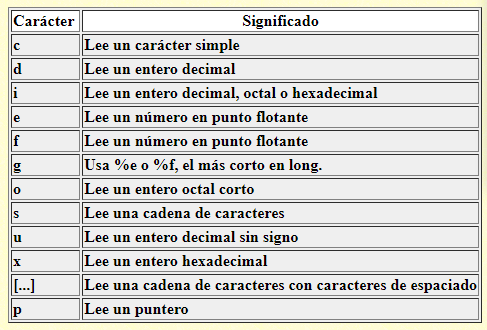 Carácter Significado
c Lee un carácter simple
d Lee un entero decimal
i Lee un entero decimal, octal o hexadecimal
e Lee un número en punto flotante
f Lee un número en punto flotante
g Usa %e o %f, el más corto en long.
o Lee un entero octal corto
s Lee una cadena de caracteres
u Lee un entero decimal sin signo
x Lee un entero hexadecimal
[...] Lee una cadena de caracteres con caracteres de espaciado
p Lee un puntero